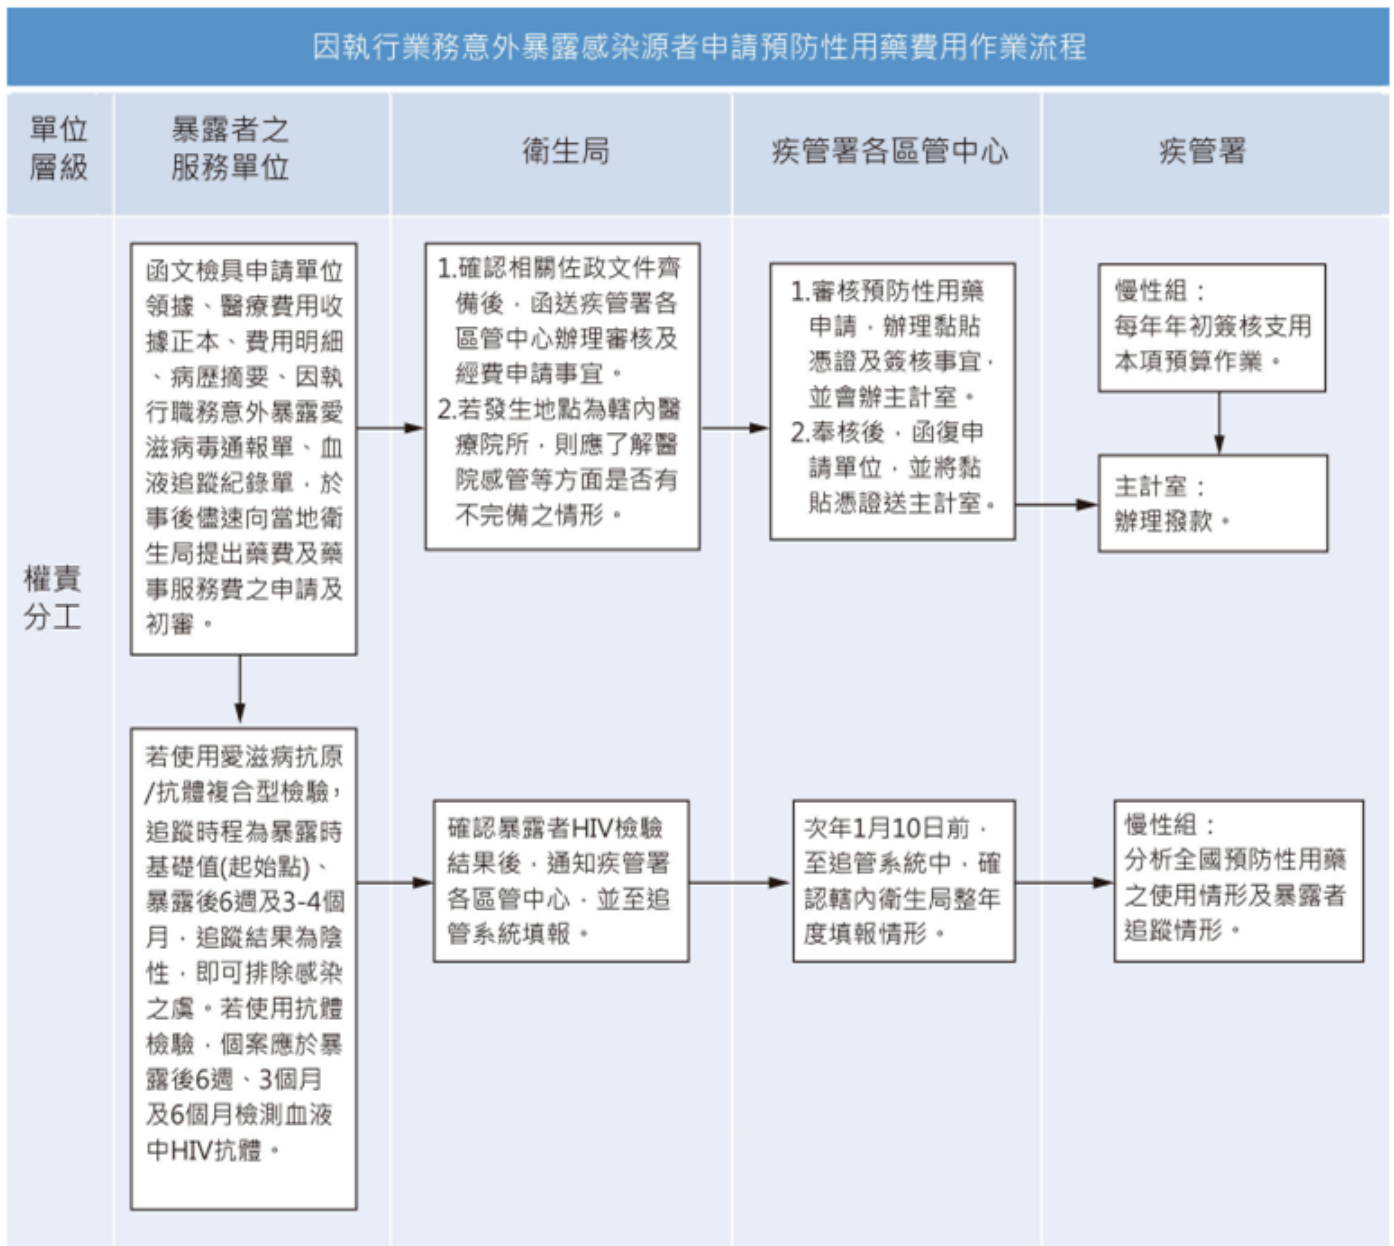 因執行業務意外暴露感染源者申請預防性用藥費用作業流程
單位
層級
暴露者之
服務單位
衛生局
疾管署各區管中心
疾管署
權責
分工
函文檢具申請單位
領據、醫療費用收
據正本、費用明細
、病歷摘要、因執
行職務意外暴露愛
滋病毒通報單、血
液追蹤紀錄單，於
事後儘速向當地衛
生局提出藥費及藥
事服務費之申請及
初審。
1.確認相關佐政文件齊
備後，函送疾管署各
區管中心辦理審核及
經費申請事宜。
2.若發生地點為轄內醫
療院所，則應了解醫
院感管等方面是否有
不完備之情形。
1.審核預防性用藥
申請，辦理黏貼
憑證及簽核事宜，
並會辦主計室。
2.奉核後，函復申
請單位，並將黏
貼憑證送主計室。
慢性組：
每年年初簽核支用
本項預算作業。
主計室：
辦理撥款。
若使用愛滋病抗原
/抗體複合型檢驗，
追蹤時程為暴露時
基礎值(起始點)、
暴露後6週及3-4個
月，追蹤結果為陰
性，即可排除感染
之虞。若使用抗體
檢驗，個案應於暴
露後6週、3個月
及6個月檢測血液
中HIV抗體。
確認暴露者HIV檢驗
結果後，通知疾管署
各區管中心，並至追
管系統填報。
次年1月10日前，
至追管系統中，確
認轄內衛生局整年
度填報情形。
慢性組：
分析全國預防性用藥
之使用情形及暴露者
追蹤情形。